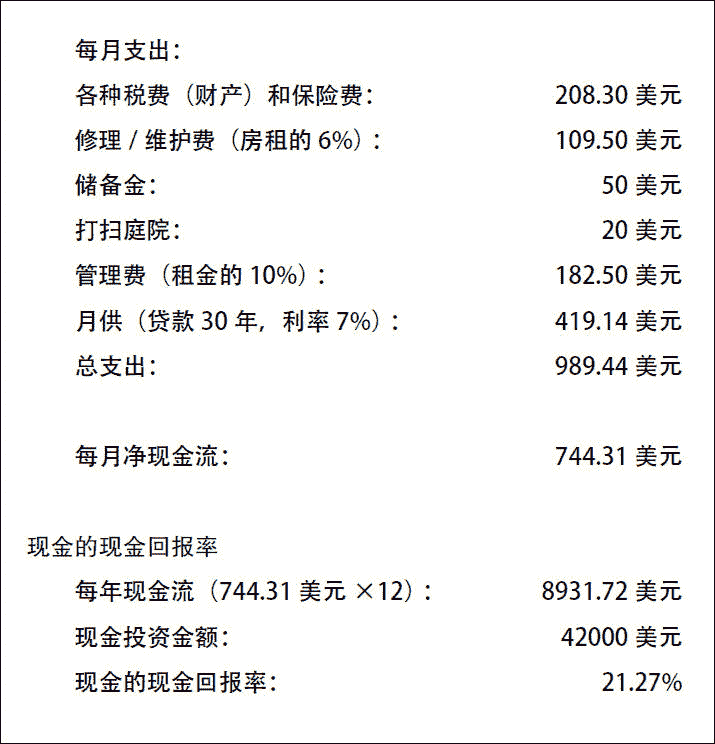 每月支出：
各种税费（财产）和保险费： 208.30 美元
修理 / 维护费（房租的 6%）： 109.50 美元
储备金： 50 美元
打扫庭院： 20 美元
管理费（租金的 10%）： 182.50 美元
月供（贷款 30 年，利率 7%）： 419.14 美元
总支出： 989.44 美元
每月净现金流： 744.31 美元
现金的现金回报率
每年现金流（744.31 美元 ×12）： 8931.72 美元
现金投资金额： 42000 美元
现金的现金回报率： 21.27%